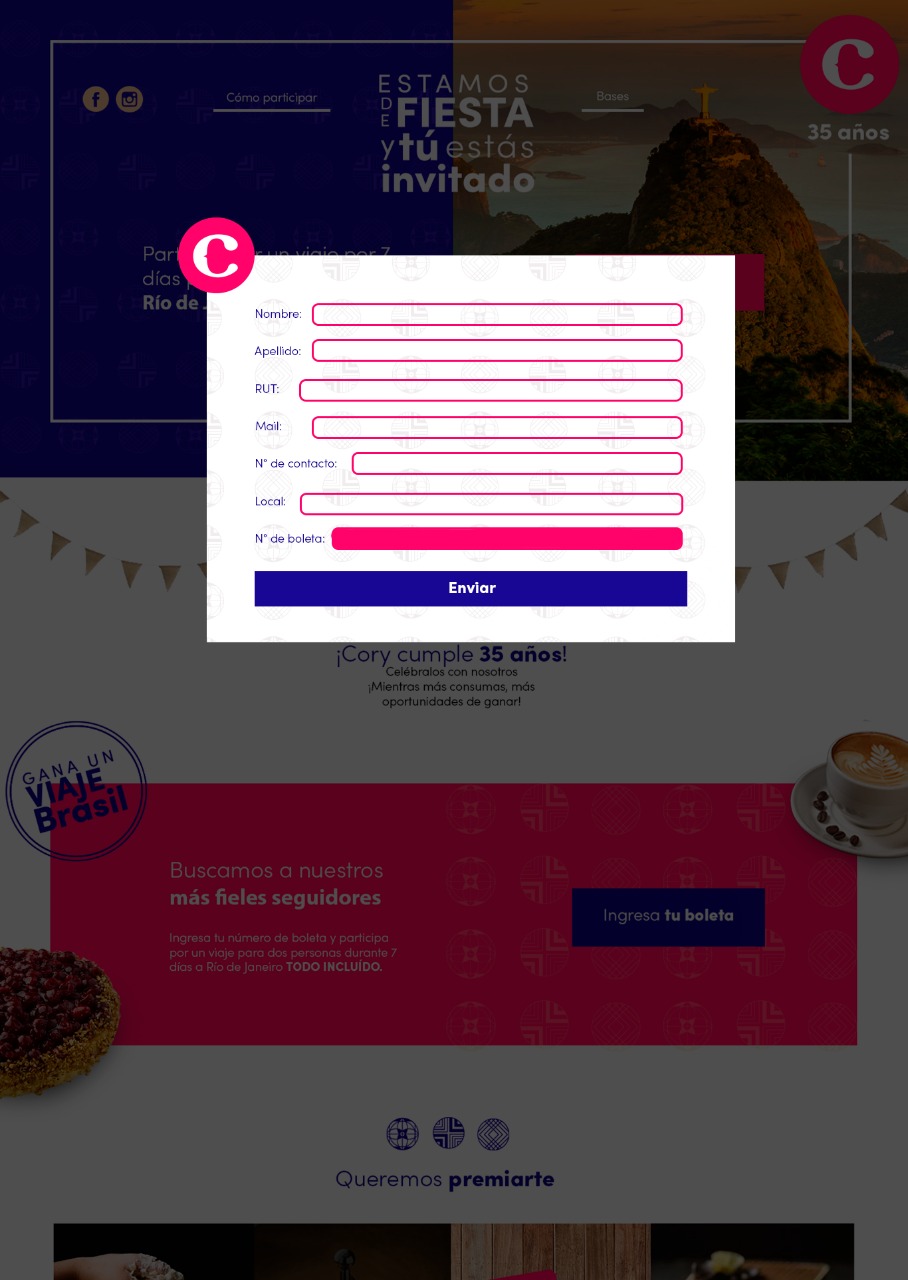 ESTAMOS
DE FIESTA
y tú estás
invitado
Cómo participar
Bases
C
35 años
un viaje por 7
días
Río de
C
Nombre:
Apellido:
RUT:
Mail:
N° de contacto:
Local:
N° de boleta:
Enviar
¡Cory cumple 35 años!
Celébralos con nosotros
¡Mientras más consumas, más
oportunidades de ganar!
GANA UN
VIAJE
Brasil
Buscamos a nuestros
más fieles seguidores
Ingresa tu número de boleta y participa
por un viaje para dos personas durante 7
días a Río de Janeiro TODO INCLUÍDO.
Ingresa tu boleta
Queremos premiarte